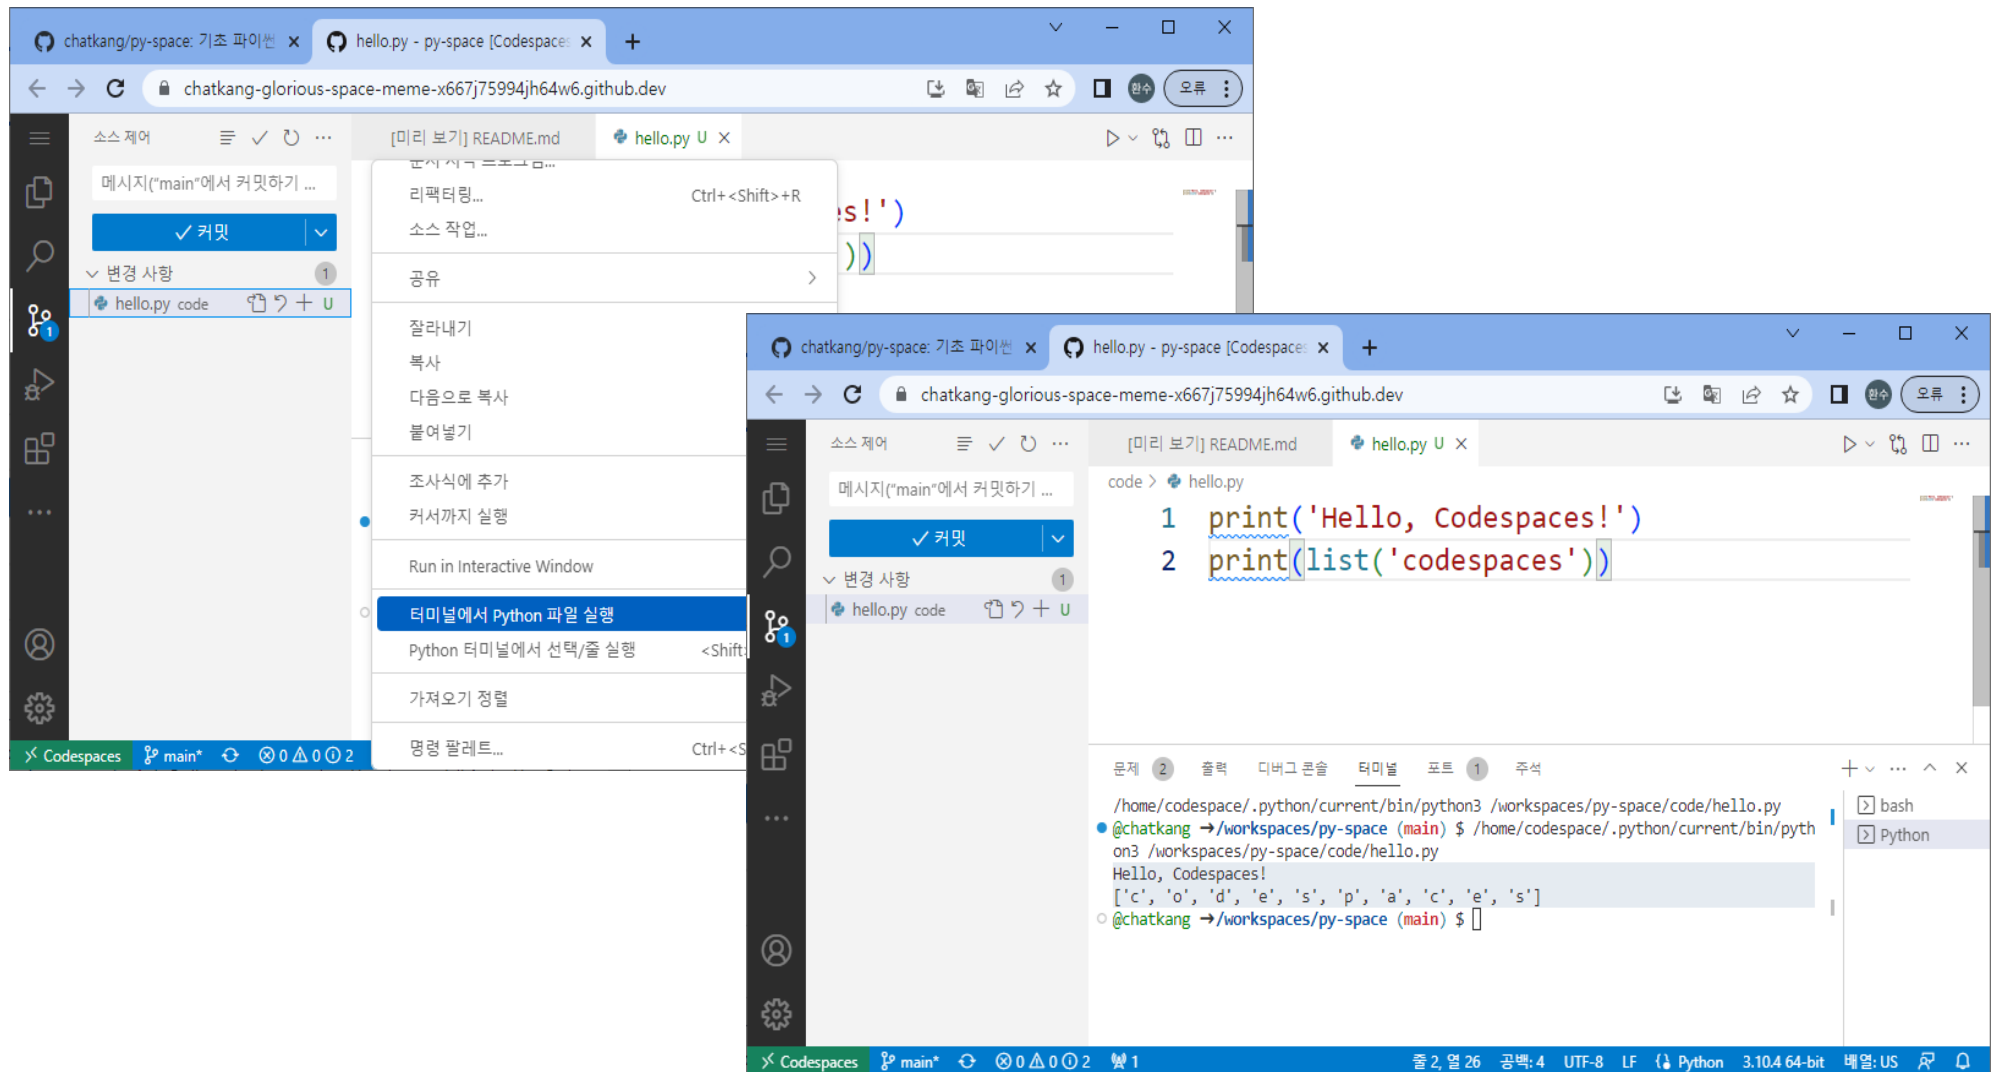 chatkang/py-space: 기초 파이썬
hello.py - py-space [Codespaces
chatkang-glorious-space-meme-x667j75994jh64w6.github.dev
환수
오류
소스 제어
[미리 보기] README.md
hello.py U
메시지("main"에서 커밋하기 ...
커밋
변경 사항
1
hello.py code
U
1
리팩터링...
Ctrl+<Shift>+R
소스 작업...
공유
잘라내기
복사
다음으로 복사
붙여넣기
조사식에 추가
커서까지 실행
Run in Interactive Window
터미널에서 Python 파일 실행
Python 터미널에서 선택/줄 실행
<Shift
가져오기 정렬
명령 팔레트...
Ctrl+<S
es!')
))
Codespaces
main*
0
0
2
chatkang/py-space: 기초 파이썬
hello.py - py-space [Codespaces
chatkang-glorious-space-meme-x667j75994jh64w6.github.dev
환수
오류
소스 제어
[미리 보기] README.md
hello.py U
메시지("main"에서 커밋하기 ...
커밋
변경 사항
1
hello.py code
U
1
code > hello.py
1 print('Hello, Codespaces!')
2 print(list('codespaces'))
문제 2 출력 디버그 콘솔 터미널 포트 1 주석
/home/codespace/.python/current/bin/python3 /workspaces/py-space/code/hello.py
@chatkang →/workspaces/py-space (main) $ /home/codespace/.python/current/bin/pyth
on3 /workspaces/py-space/code/hello.py
Hello, Codespaces!
['c', 'o', 'd', 'e', 's', 'p', 'a', 'c', 'e', 's']
@chatkang →/workspaces/py-space (main) $
bash
Python
Codespaces
main*
0
0
2
1
줄 2, 열 26
공백: 4
UTF-8
LF
Python
3.10.4 64-bit
배열: US